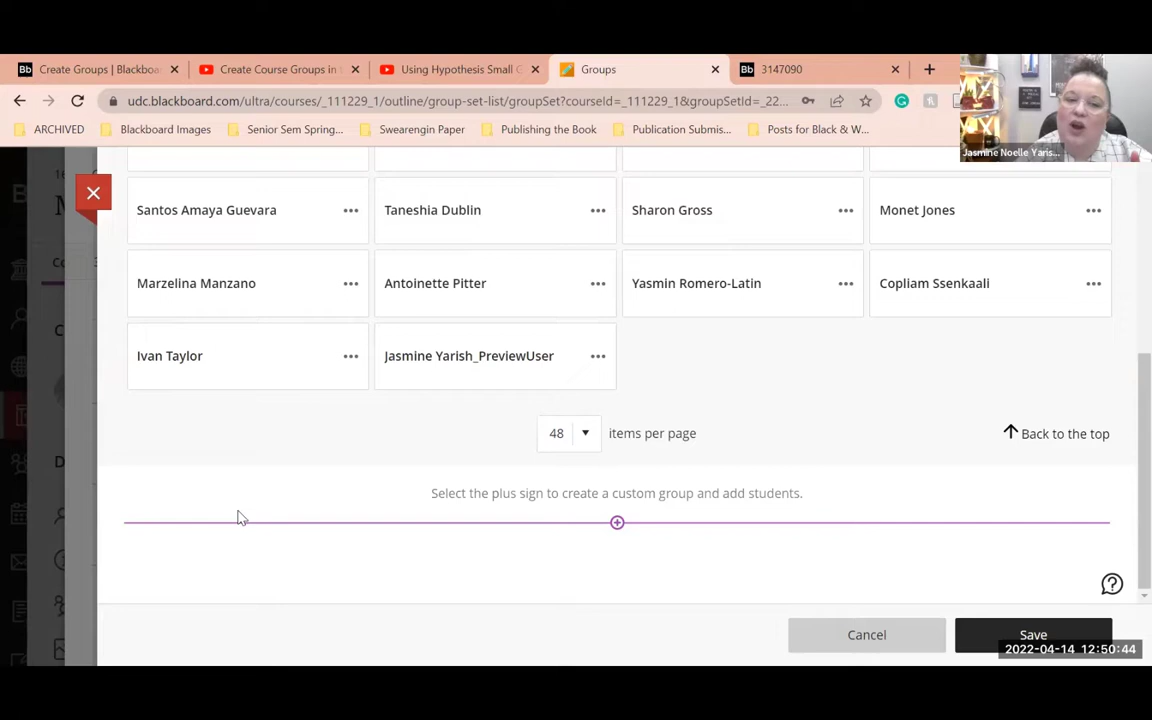 Bb Create Groups | Blackboa
Create Course Groups in
Using Hypothesis Small G
Groups
Bb 3147090
udc.blackboard.com/ultra/courses/_111229_1/outline/group-set-list/groupSet?courseId=_111229_1&groupSetId=_22...
ARCHIVED
Blackboard Images
Senior Sem Spring...
Swearengin Paper
Publishing the Book
Publication Submis...
Posts for Black & W...
Jasmine Noelle Yaris...
Santos Amaya Guevara
Taneshia Dublin
Sharon Gross
Monet Jones
Marzelina Manzano
Antoinette Pitter
Yasmin Romero-Latin
Copliam Ssenkaali
Ivan Taylor
Jasmine Yarish_PreviewUser
48 items per page
Back to the top
Select the plus sign to create a custom group and add students.
Cancel
Save
2022-04-14 12:50:44